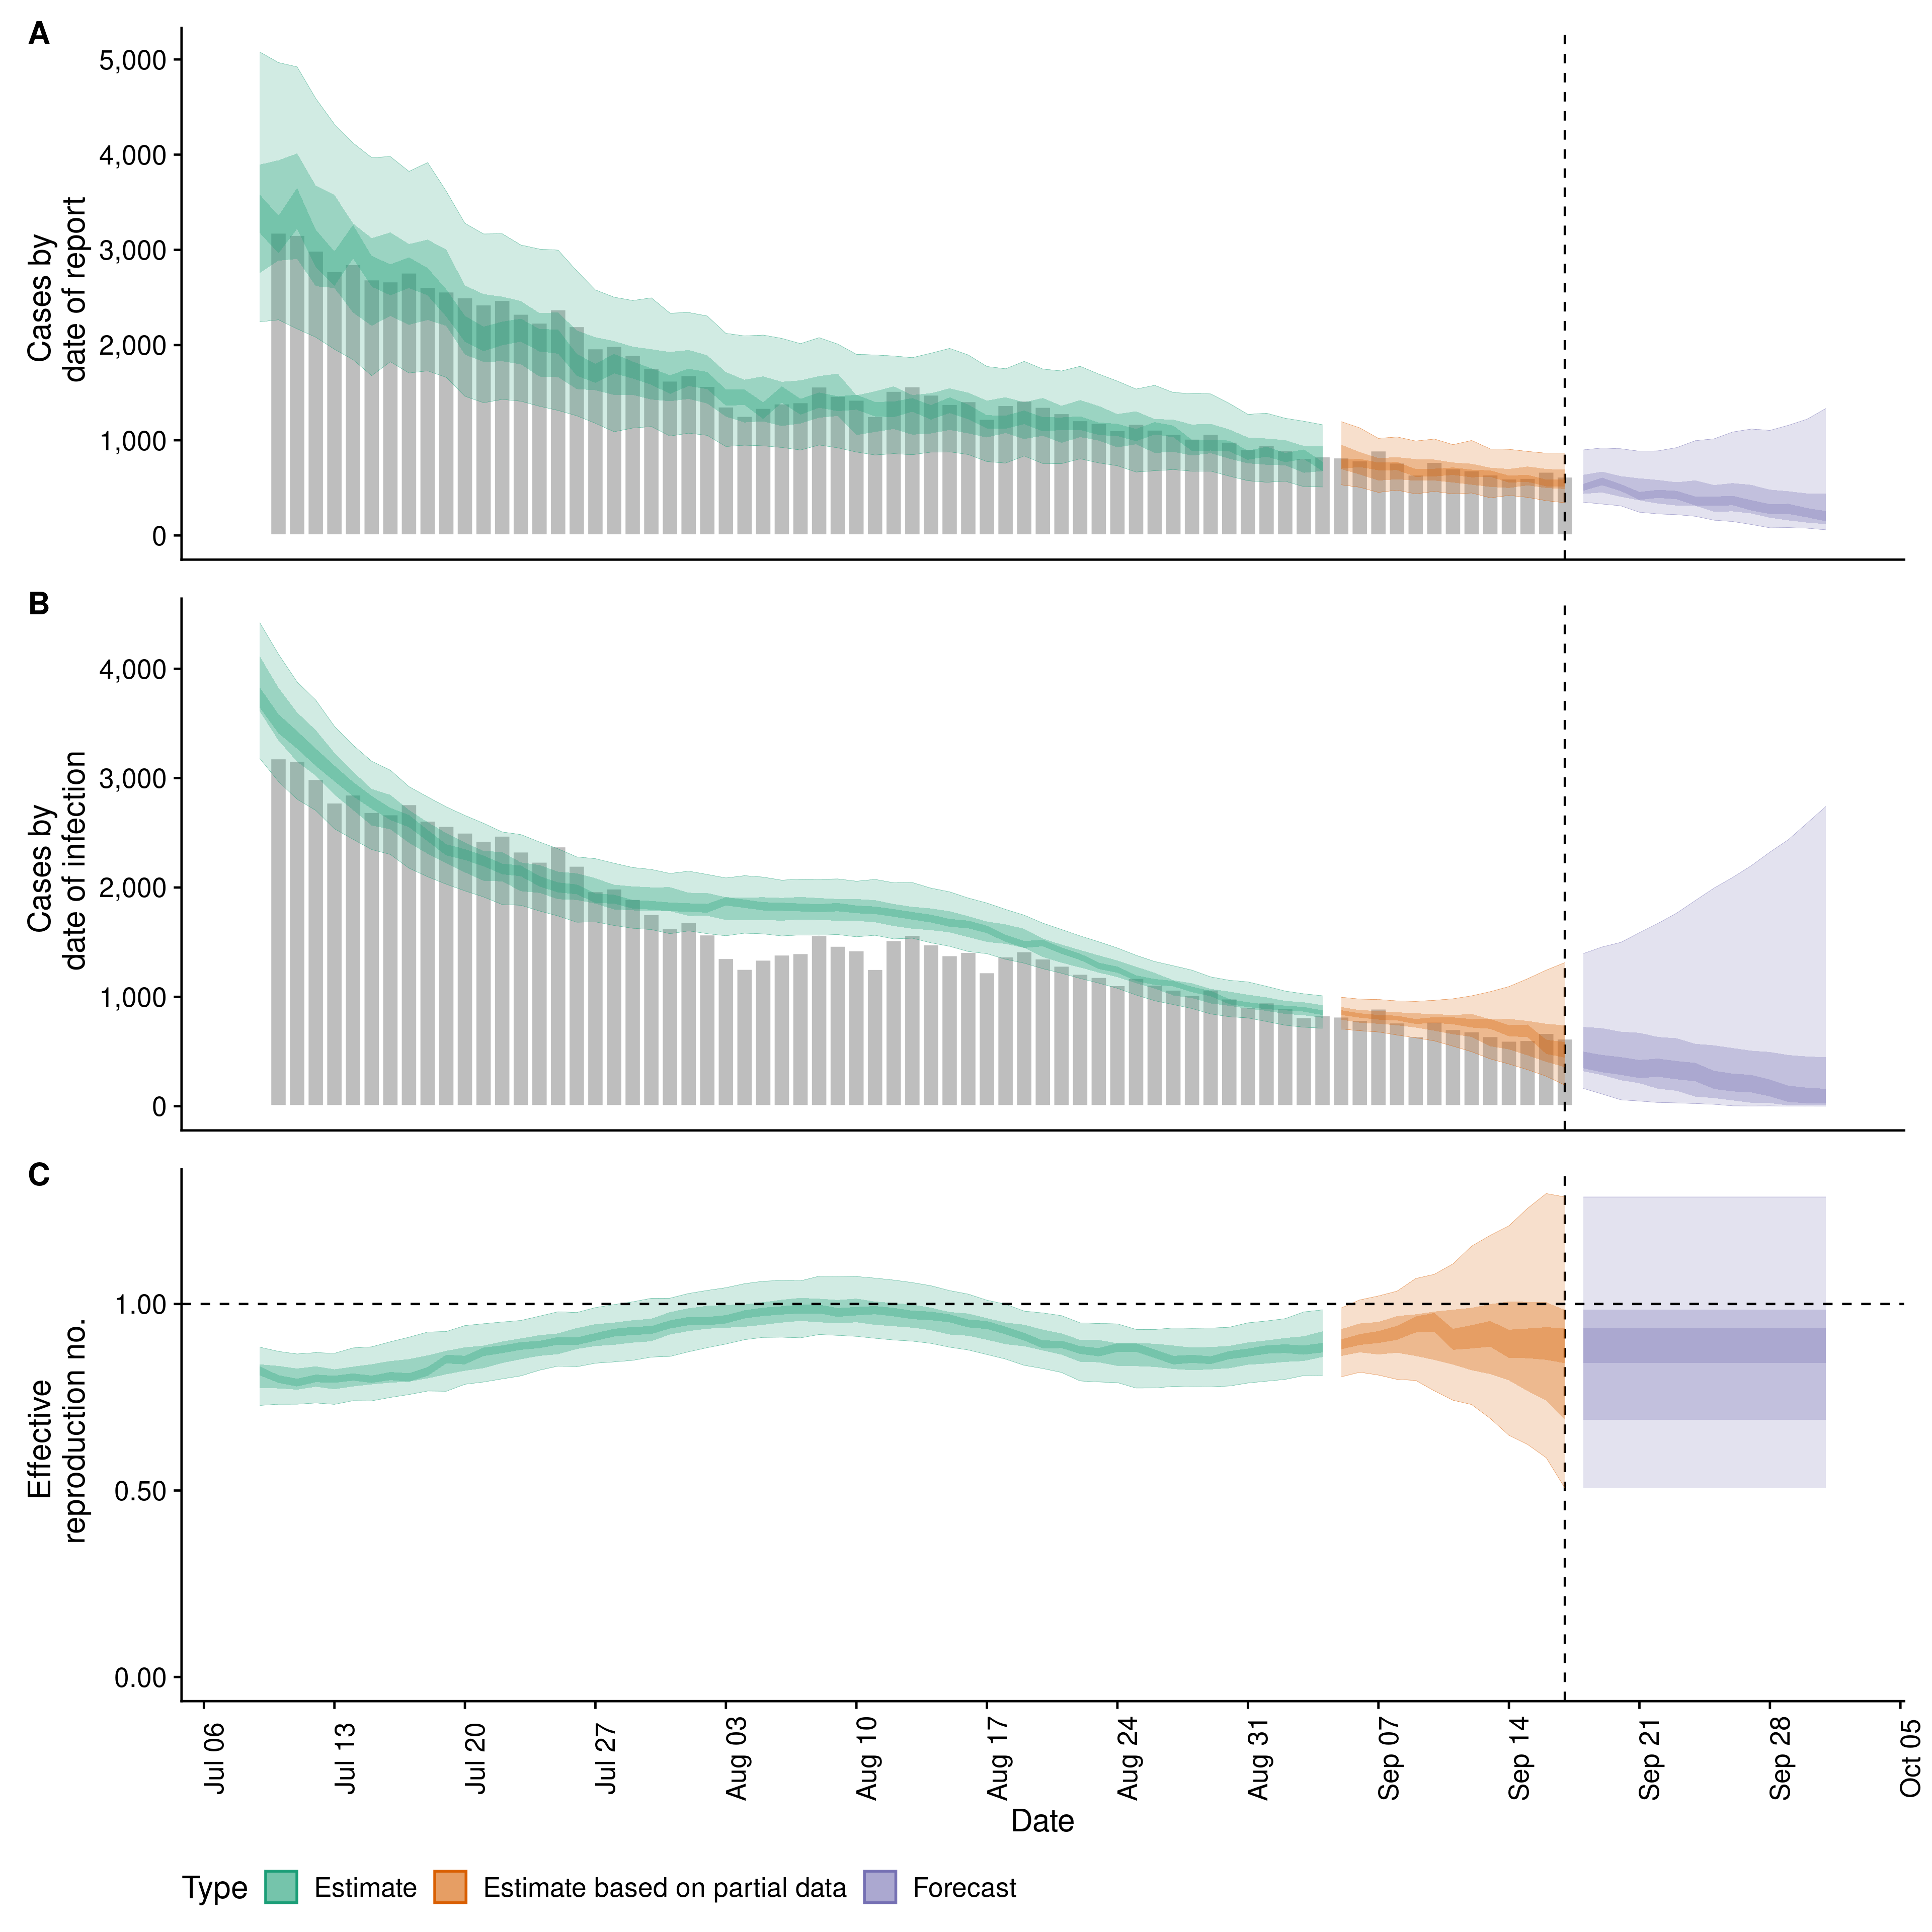 A
5,000
4,000
3,000
2,000
1,000
0
Cases by
date of report
B
4,000
3,000
2,000
1,000
0
Cases by
date of infection
C
1.00
0.50
0.00
Effective
reproduction no.
Jul 06
Jul 13
Jul 20
Jul 27
Aug 03
Aug 10
Aug 17
Aug 24
Aug 31
Sep 07
Sep 14
Sep 21
Sep 28
Oct 05
Date
Type Estimate Estimate based on partial data Forecast